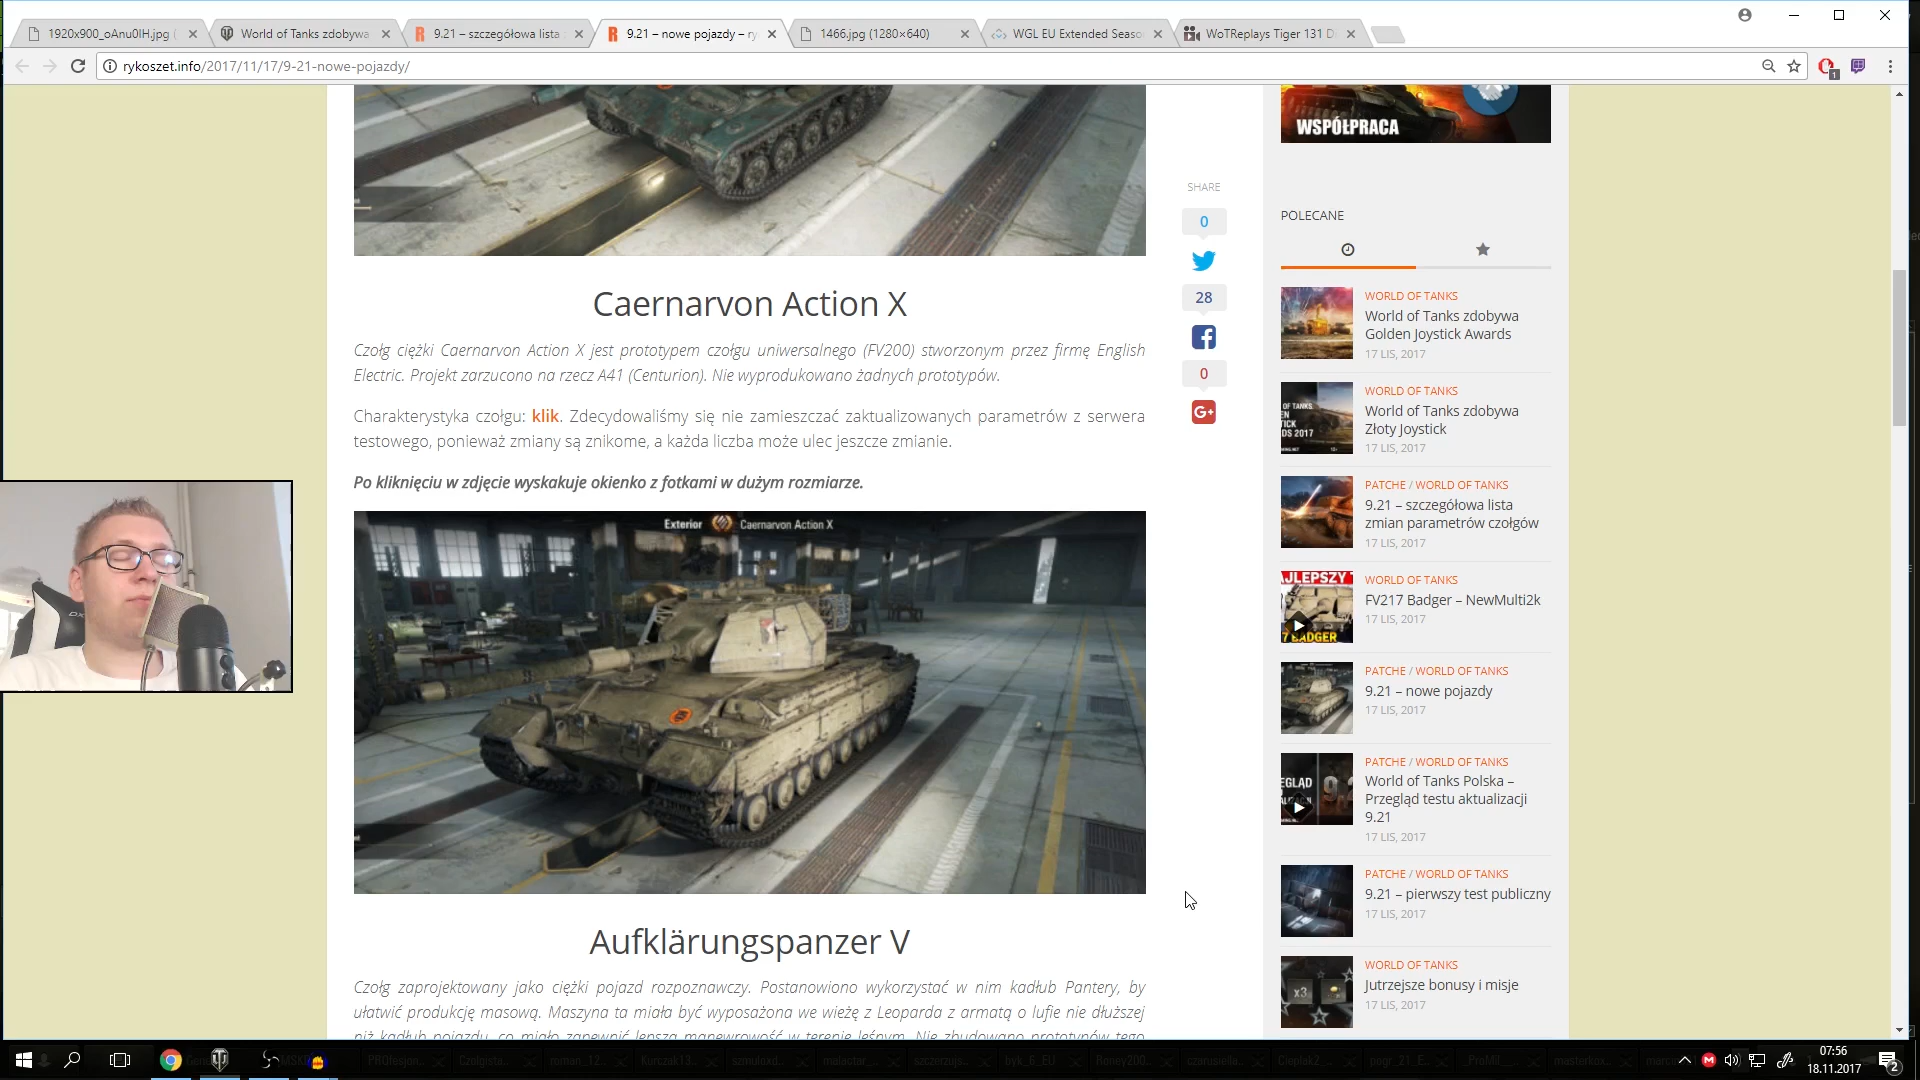 1920x900_oAnu0IH.jpg (
World of Tanks zdobywa
9.21 – szczegółowa lista
9.21 – nowe pojazdy – ry
1466.jpg (1280×640)
WGL EU Extended Seaso
WoTReplays Tiger 131 D
rykoszet.info/2017/11/17/9-21-nowe-pojazdy/
1
WSPÓŁPRACA
SHARE
0
28
0
G+
POLECANE
Caernarvon Action X
Czołg ciężki Caernarvon Action X jest prototypem czołgu uniwersalnego (FV200) stworzonym przez firmę English
Electric. Projekt zarzucono na rzecz A41 (Centurion). Nie wyprodukowano żadnych prototypów.
Charakterystyka czołgu: klik. Zdecydowaliśmy się nie zamieszczać zaktualizowanych parametrów z serwera
testowego, ponieważ zmiany są znikome, a każda liczba może ulec jeszcze zmianie.
Po kliknięciu w zdjęcie wyskakuje okienko z fotkami w dużym rozmiarze.
Exterior Caernarvon Action X
Aufklärungspanzer V
Czołg zaprojektowany jako ciężki pojazd rozpoznawczy. Postanowiono wykorzystać w nim kadłub Pantery, by
ułatwić produkcję masową. Maszyna ta miała być wyposażona we wieżę z Leoparda z armatą o lufie nie dłuższej
niż kadłub pojazdu, co miało zapewnić lepszą manewrowość w terenie leśnym. Nie zbudowano prototypów tego
WORLD OF TANKS
World of Tanks zdobywa
Golden Joystick Awards
17 LIS, 2017
WORLD OF TANKS
World of Tanks zdobywa
Złoty Joystick
17 LIS, 2017
PATCHE / WORLD OF TANKS
9.21 – szczegółowa lista
zmian parametrów czołgów
17 LIS, 2017
AJLEPSZY
7 BADGER
WORLD OF TANKS
FV217 Badger – NewMulti2k
17 LIS, 2017
PATCHE / WORLD OF TANKS
9.21 – nowe pojazdy
17 LIS, 2017
PATCHE / WORLD OF TANKS
World of Tanks Polska –
Przegląd testu aktualizacji
9.21
17 LIS, 2017
PATCHE / WORLD OF TANKS
9.21 – pierwszy test publiczny
17 LIS, 2017
x3
WORLD OF TANKS
Jutrzejsze bonusy i misje
17 LIS, 2017
07:56
18.11.2017
2